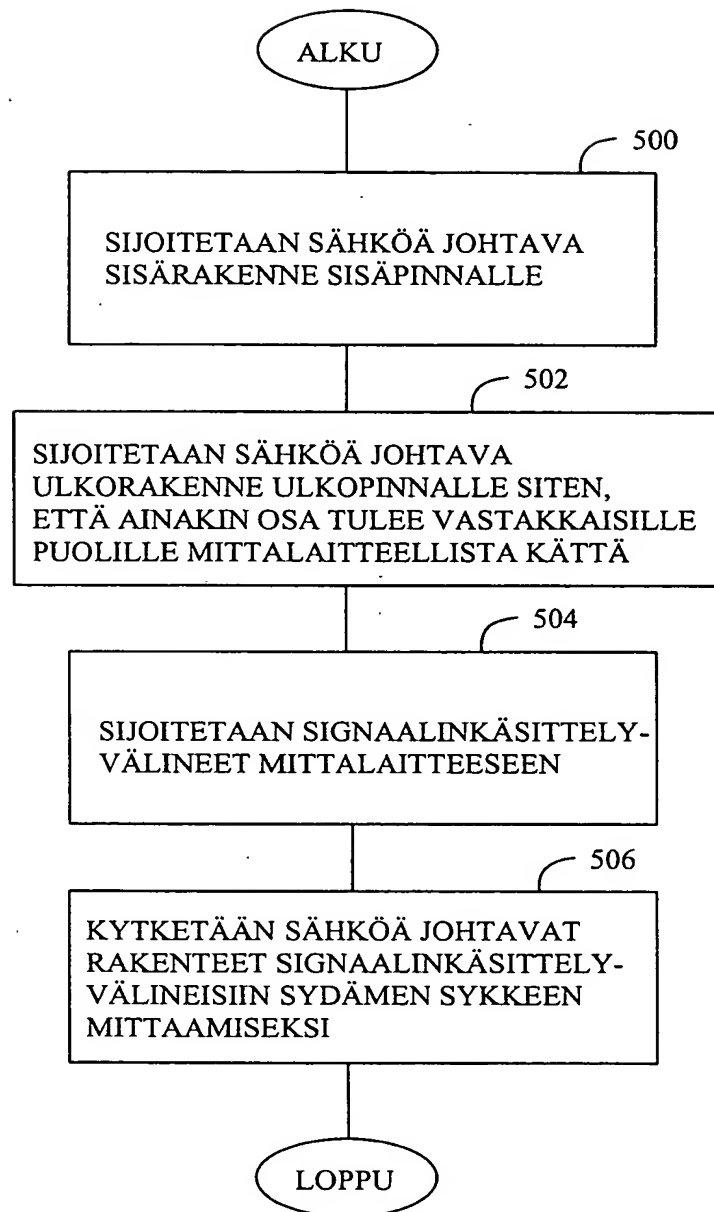 ALKU
500
SIJOITETAAN SÄHKÖÄ JOHTAVA
SISÄRAKENNE SISÄPINNALLE
502
SIJOITETAAN SÄHKÖÄ JOHTAVA
ULKORAKENNE ULKOPINNALLE SITEN,
ETTÄ AINAKIN OSA TULEE VASTAKKAISILLE
PUOLILLE MITTALAITTEELLISTA KÄTTÄ
504
SIJOITETAAN SIGNAALINKÄSITTELY-
VÄLINEET MITTALAITTEESEEN
506
KYTKETÄÄN SÄHKÖÄ JOHTAVAT
RAKENTEET SIGNAALINKÄSITTELY-
VÄLINEISIIN SYDÄMEN SYKKEEN
MITTAAMISEKSI
LOPPU